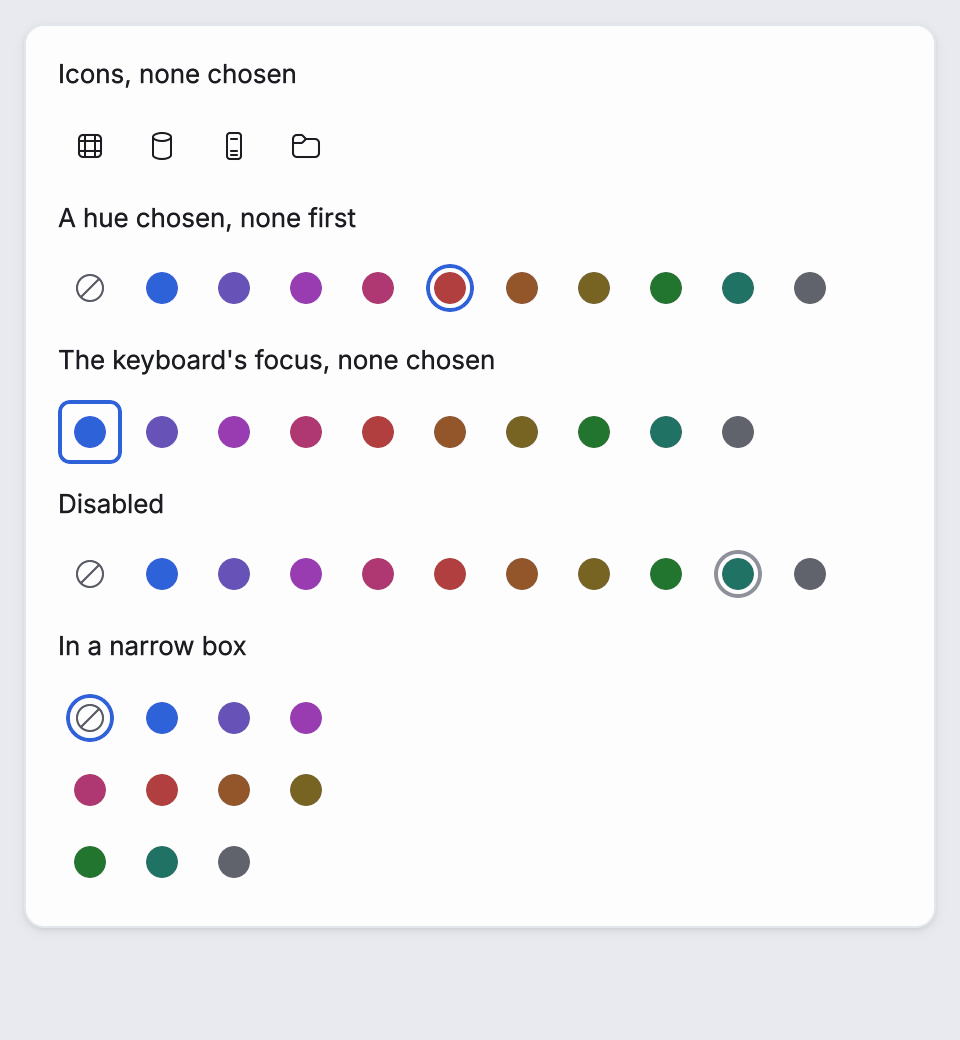 Icons, none chosen
A hue chosen, none first
The keyboard's focus, none chosen
Disabled
In a narrow box